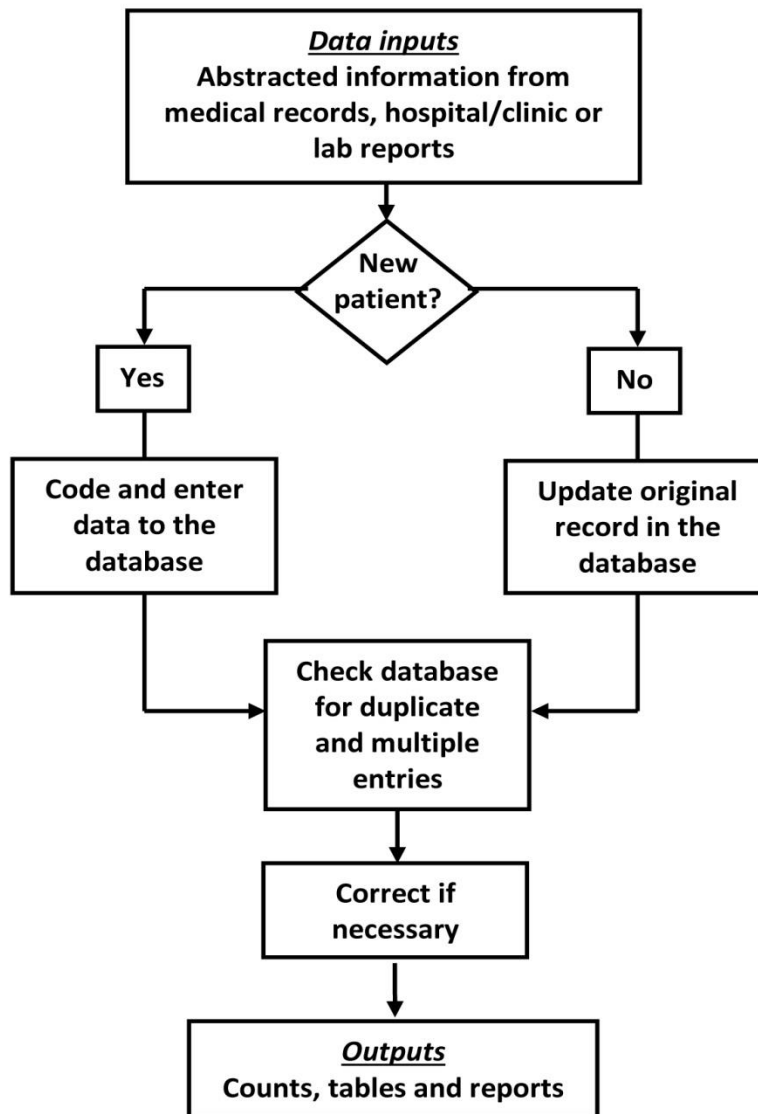 Data inputs
Abstracted information from
medical records, hospital/clinic or
lab reports
New
patient?
Yes
No
Code and enter
data to the
database
Update original
record in the
database
Check database
for duplicate
and multiple
entries
Correct if
necessary
Outputs
Counts, tables and reports